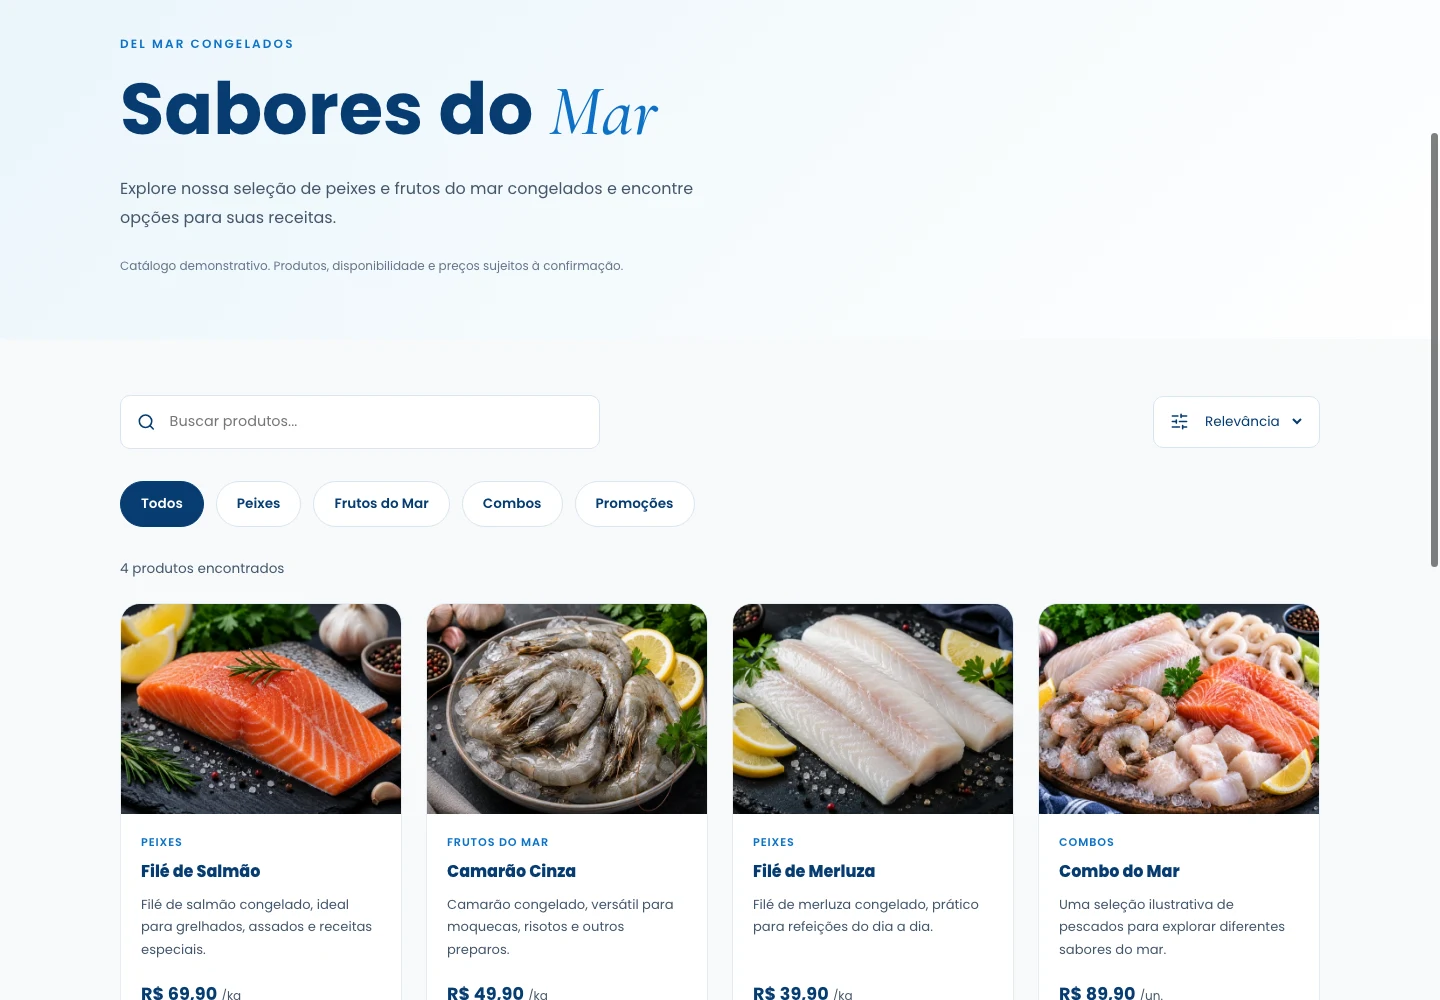 DEL MAR CONGELADOS
Sabores do Mar
Explore nossa seleção de peixes e frutos do mar congelados e encontre
opções para suas receitas.
Catálogo demonstrativo. Produtos, disponibilidade e preços sujeitos à confirmação.
Buscar produtos...
Relevância
Todos
Peixes
Frutos do Mar
Combos
Promoções
4 produtos encontrados
PEIXES
Filé de Salmão
Filé de salmão congelado, ideal
para grelhados, assados e receitas
especiais.
R$ 69,90 /kg
FRUTOS DO MAR
Camarão Cinza
Camarão congelado, versátil para
moquecas, risotos e outros
preparos.
R$ 49,90 /kg
PEIXES
Filé de Merluza
Filé de merluza congelado, prático
para refeições do dia a dia.
R$ 39,90 /kg
COMBOS
Combo do Mar
Uma seleção ilustrativa de
pescados para explorar diferentes
sabores do mar.
R$ 89,90 /un.